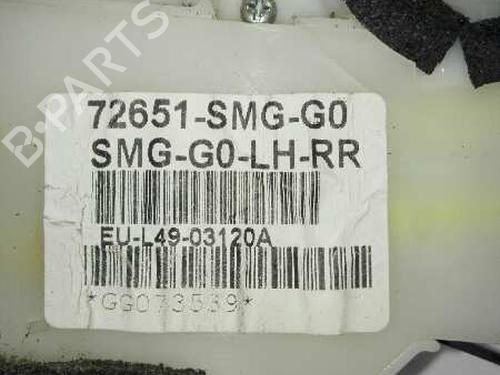 B-PARTS
72651-SMG-G0
SMG-G0-LH-RR
EU-L49-03120A
*GG073539*